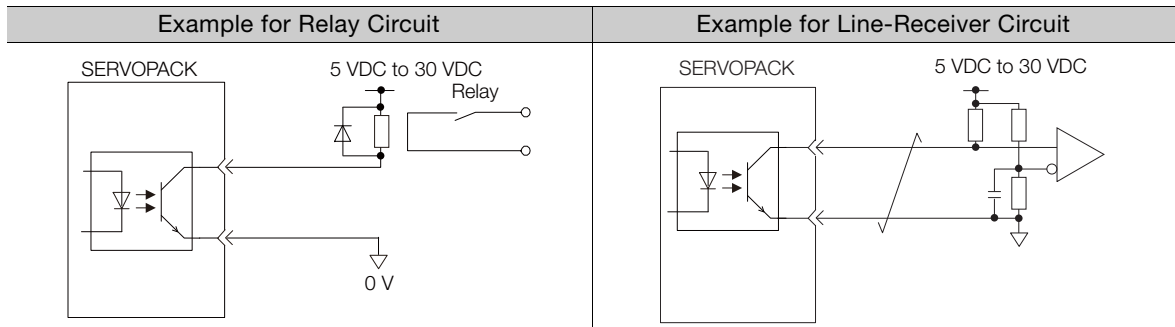 Example for Relay Circuit
Example for Line-Receiver Circuit
SERVOPACK
5 VDC to 30 VDC
Relay
0 V
SERVOPACK
5 VDC to 30 VDC